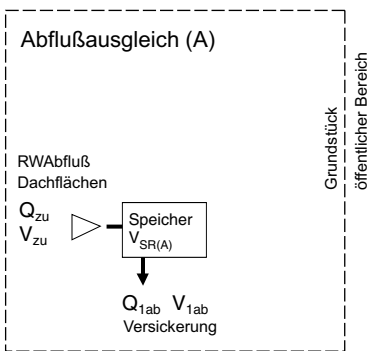 Abflußausgleich (A)
RWAbfluß
Dachflächen
Qzu
Vzu
Speicher
VSR(A)
Q1ab V1ab
Versickerung
Grundstück
öffentlicher Bereich